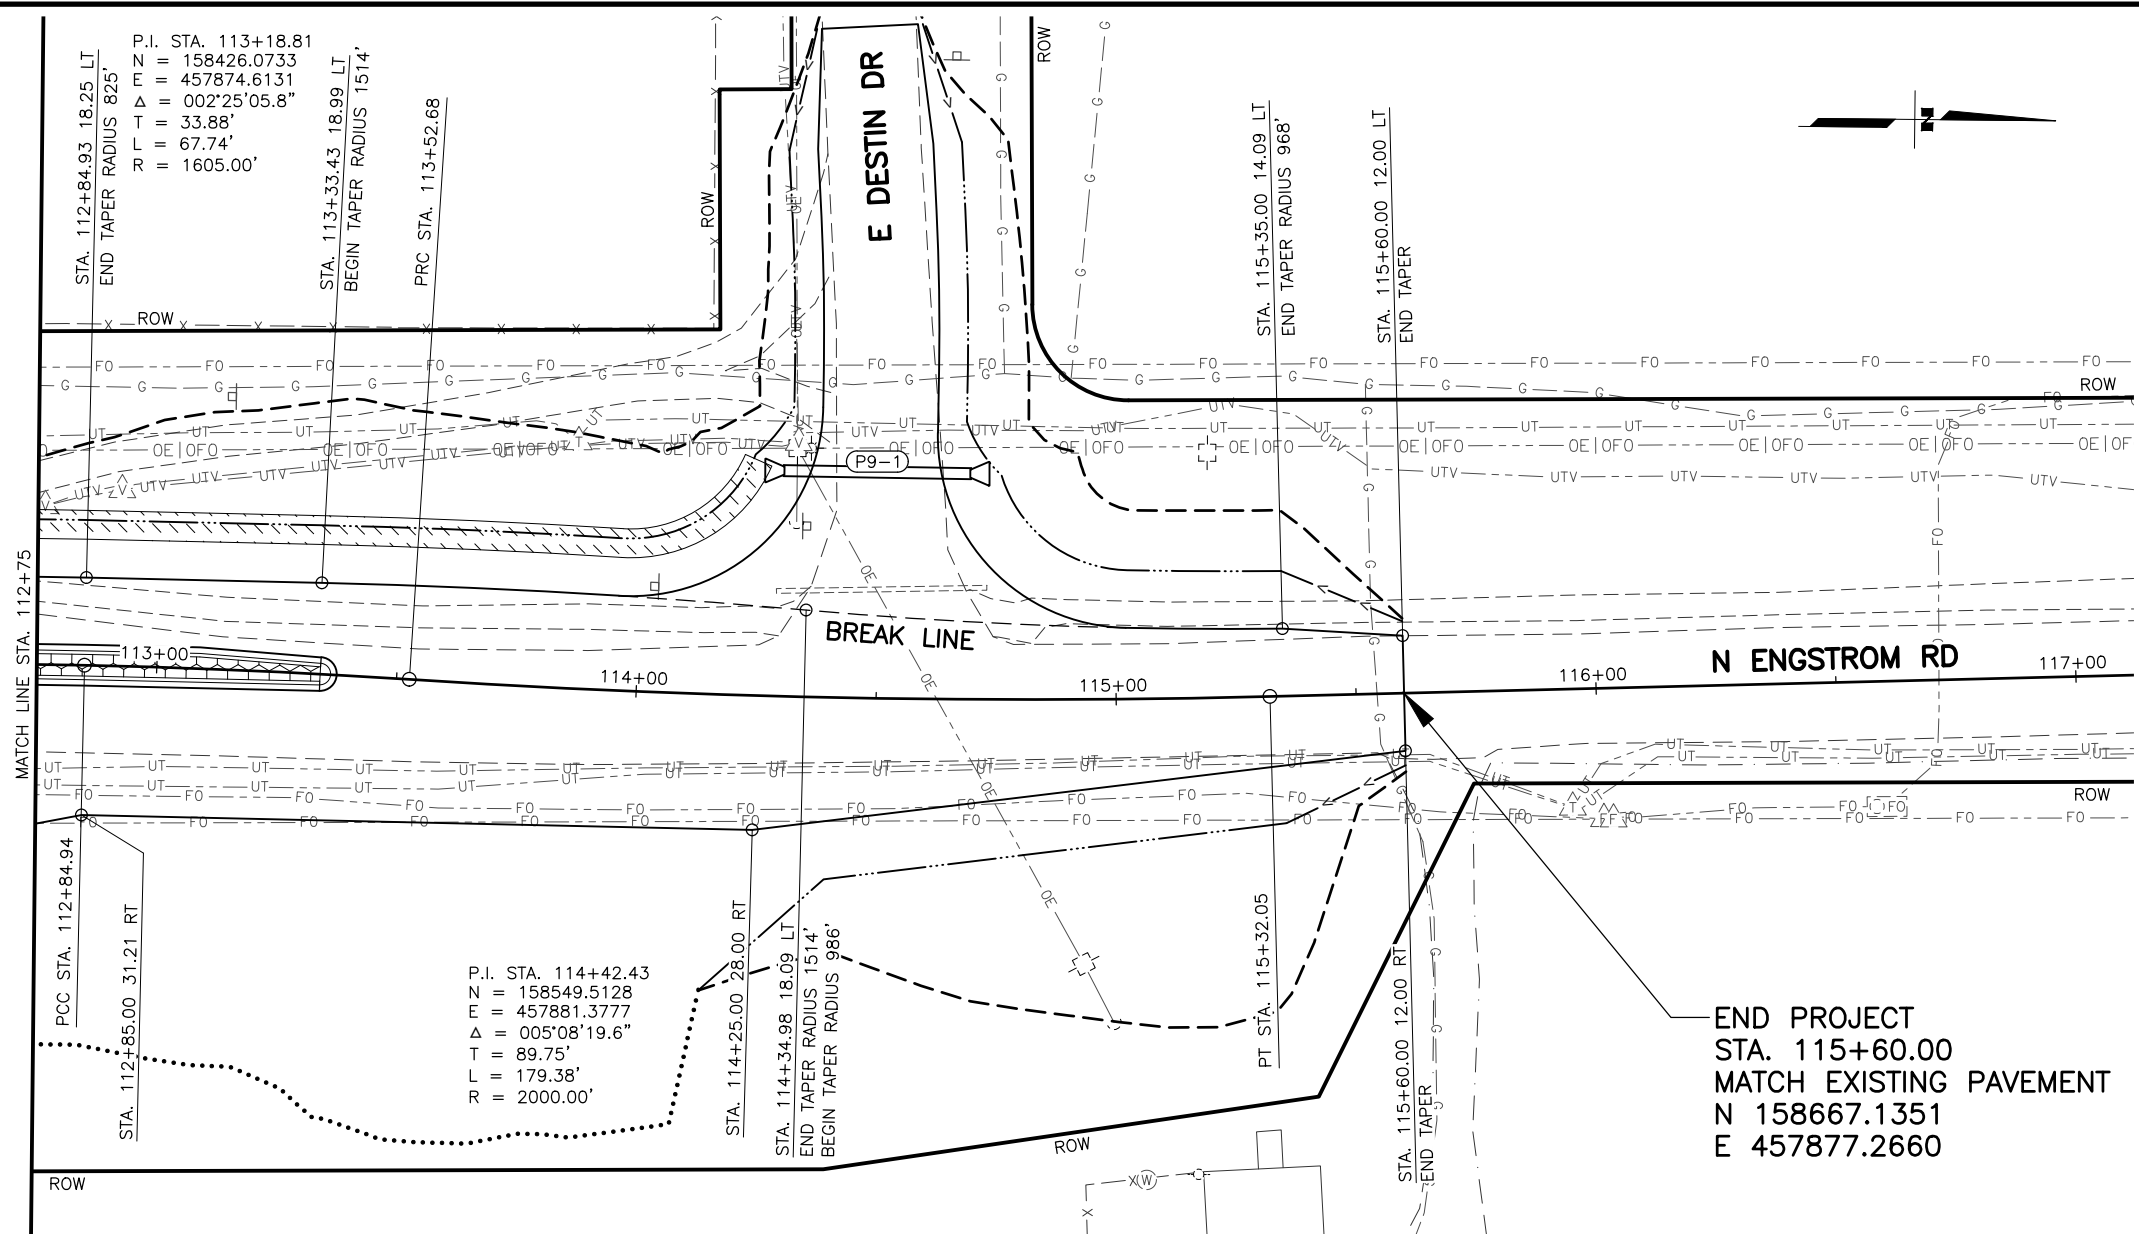 P.I. STA. 113+18.81
N = 158426.0733
E = 457874.6131
Δ = 002°25'05.8"
T = 33.88'
L = 67.74'
R = 1605.00'
STA. 112+84.93 18.25 LT
END TAPER RADIUS 825'
STA. 113+33.43 18.99 LT
BEGIN TAPER RADIUS 1514'
PRC STA. 113+52.68
ROW
ROW
E DESTIN DR
ROW
STA. 115+35.00 14.09 LT
END TAPER RADIUS 968'
STA. 115+60.00 12.00 LT
END TAPER
N
ROW
P9-1
MATCH LINE STA. 112+75
BREAK LINE
113+00
114+00
115+00
116+00
117+00
N ENGSTROM RD
ROW
PCC STA. 112+84.94
STA. 112+85.00 31.21 RT
P.I. STA. 114+42.43
N = 158549.5128
E = 457881.3777
Δ = 005°08'19.6"
T = 89.75'
L = 179.38'
R = 2000.00'
STA. 114+25.00 28.00 RT
STA. 114+34.98 18.09 LT
END TAPER RADIUS 1514'
BEGIN TAPER RADIUS 986'
PT STA. 115+32.05
STA. 115+60.00 12.00 RT
END TAPER
END PROJECT
STA. 115+60.00
MATCH EXISTING PAVEMENT
N 158667.1351
E 457877.2660
ROW
ROW